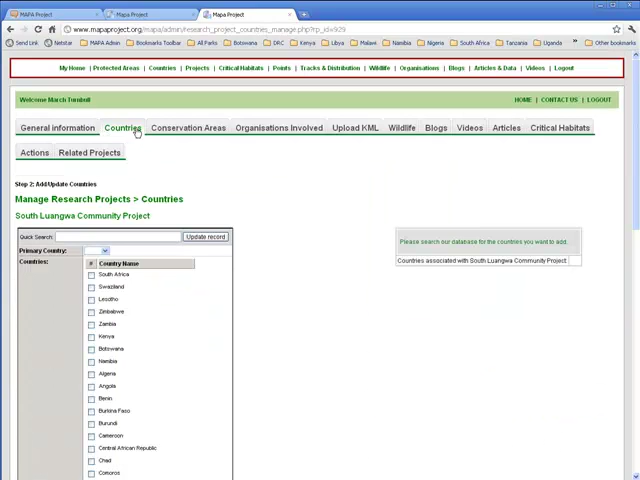 MAPA Project
Mapa Project
Mapa Project
www.mapaproject.org/mapa/admin/research_project_countries_manage.php?rp_id=929
Send Link Netstar MAPA Admin Bookmarks Toolbar All Parks Botswana DRC Kenya Libya Malawi Namibia Nigeria South Africa Tanzania Uganda » Other bookmarks
My Home | Protected Areas | Countries | Projects | Critical Habitats | Points | Tracks & Distribution | Wildlife | Organisations | Blogs | Articles & Data | Videos | Logout
Welcome March Turnbull HOME | CONTACT US | LOGOUT
General information Countries Conservation Areas Organisations Involved Upload KML Wildlife Blogs Videos Articles Critical Habitats
Actions Related Projects
Step 2: Add/Update Countries
Manage Research Projects > Countries
South Luangwa Community Project
Quick Search: Update record
Please search our database for the countries you want to add.
Primary Country:
Countries associated with South Luangwa Community Project
Countries: # Country Name
South Africa
Swaziland
Lesotho
Zimbabwe
Zambia
Kenya
Botswana
Namibia
Algeria
Angola
Benin
Burkina Faso
Burundi
Cameroon
Central African Republic
Chad
Comoros